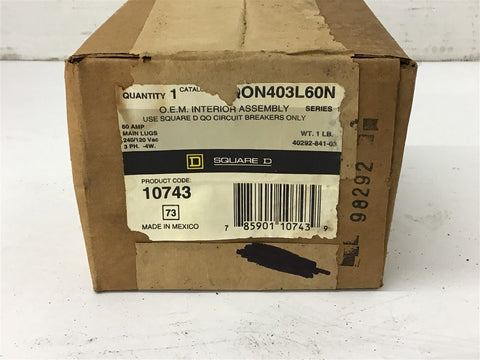 QUANTITY 1 CATALO QON403L60N
O.E.M. INTERIOR ASSEMBLY SERIES 1
USE SQUARE D QO CIRCUIT BREAKERS ONLY
60 AMP
MAIN LUGS
240/120 Vac
3 PH. -4W.
WT. 1 LB.
40292-841-03
D SQUARE D
PRODUCT CODE:
10743
73
MADE IN MEXICO
7 85901 10743 9
98292